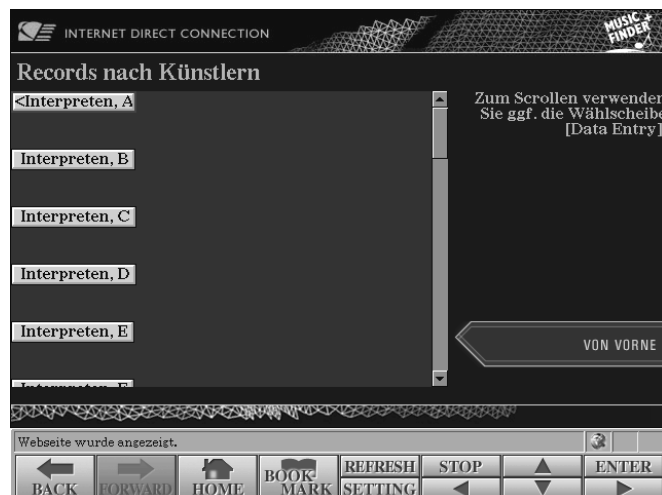 INTERNET DIRECT CONNECTION
MUSIC
FINDER
Records nach Künstlern
<Interpreten, A
Zum Scrollen verwenden
Sie ggf. die Wählscheibe
[Data Entry]
Interpreten, B
Interpreten, C
Interpreten, D
Interpreten, E
VON VORNE
Webseite wurde angezeigt.
BACK
FORWARD
HOME
BOOK
MARK
REFRESH
SETTING
STOP
ENTER